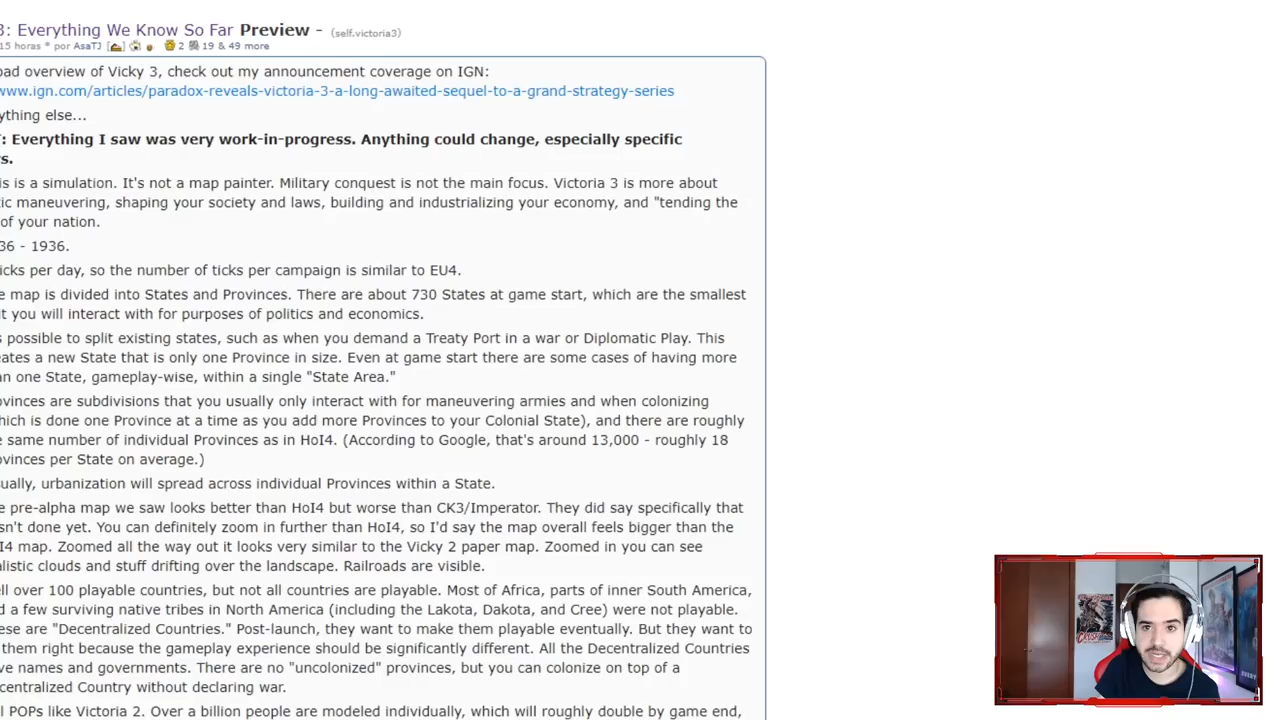 3: Everything We Know So Far Preview - (self.victoria3)
15 horas * por AsaTJ [ ] 2 19 & 49 more
oad overview of Vicky 3, check out my announcement coverage on IGN:
www.ign.com/articles/paradox-reveals-victoria-3-a-long-awaited-sequel-to-a-grand-strategy-series
ything else...
: Everything I saw was very work-in-progress. Anything could change, especially specific
rs.
is is a simulation. It's not a map painter. Military conquest is not the main focus. Victoria 3 is more about
tic maneuvering, shaping your society and laws, building and industrializing your economy, and "tending the
of your nation.
36 - 1936.
icks per day, so the number of ticks per campaign is similar to EU4.
e map is divided into States and Provinces. There are about 730 States at game start, which are the smallest
it you will interact with for purposes of politics and economics.
s possible to split existing states, such as when you demand a Treaty Port in a war or Diplomatic Play. This
eates a new State that is only one Province in size. Even at game start there are some cases of having more
an one State, gameplay-wise, within a single "State Area."
ovinces are subdivisions that you usually only interact with for maneuvering armies and when colonizing
hich is done one Province at a time as you add more Provinces to your Colonial State), and there are roughly
e same number of individual Provinces as in HoI4. (According to Google, that's around 13,000 - roughly 18
ovinces per State on average.)
sually, urbanization will spread across individual Provinces within a State.
e pre-alpha map we saw looks better than HoI4 but worse than CK3/Imperator. They did say specifically that
isn't done yet. You can definitely zoom in further than HoI4, so I'd say the map overall feels bigger than the
I4 map. Zoomed all the way out it looks very similar to the Vicky 2 paper map. Zoomed in you can see
alistic clouds and stuff drifting over the landscape. Railroads are visible.
ell over 100 playable countries, but not all countries are playable. Most of Africa, parts of inner South America,
d a few surviving native tribes in North America (including the Lakota, Dakota, and Cree) were not playable.
ese are "Decentralized Countries." Post-launch, they want to make them playable eventually. But they want to
them right because the gameplay experience should be significantly different. All the Decentralized Countries
ve names and governments. There are no "uncolonized" provinces, but you can colonize on top of a
centralized Country without declaring war.
l POPs like Victoria 2. Over a billion people are modeled individually, which will roughly double by game end,